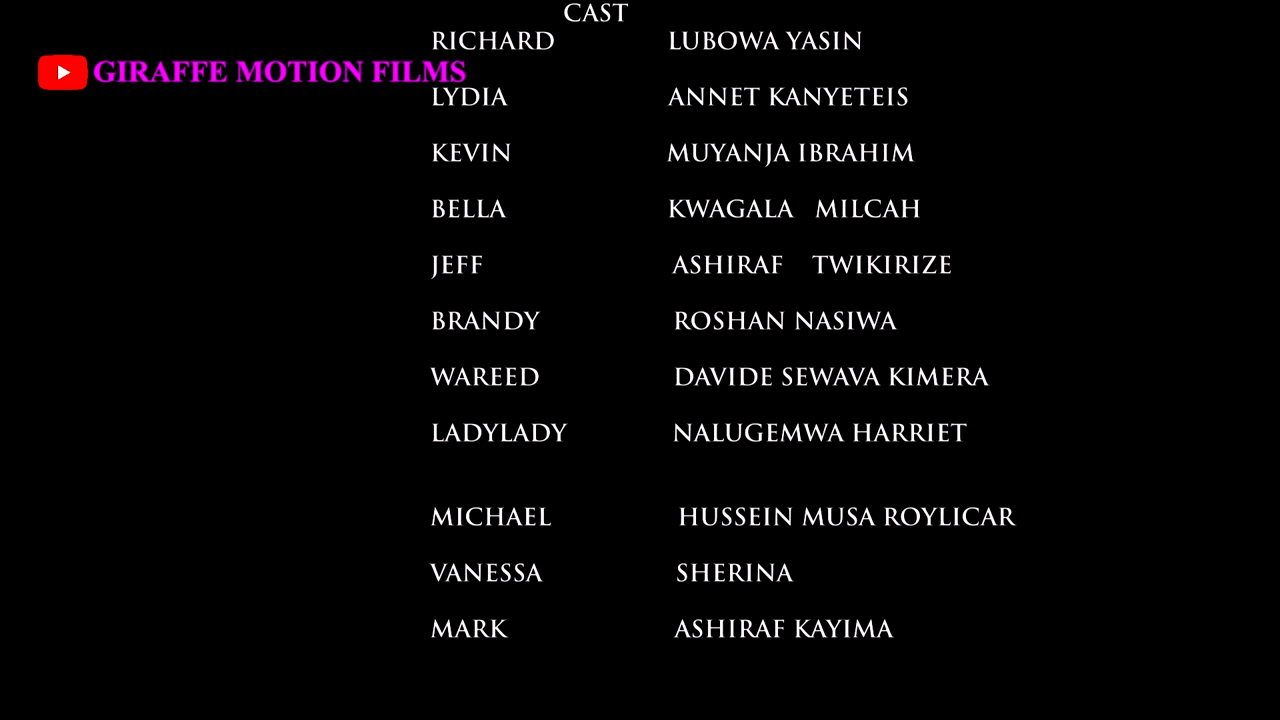 CAST
RICHARD LUBOWA YASIN
GIRAFFE MOTION FILMS
LYDIA ANNET KANYETEIS
KEVIN MUYANJA IBRAHIM
BELLA KWAGALA MILCAH
JEFF ASHIRAF TWIKIRIZE
BRANDY ROSHAN NASIWA
WAREED DAVIDE SEWAVA KIMERA
LADYLADY NALUGEMWA HARRIET
MICHAEL HUSSEIN MUSA ROYLICAR
VANESSA SHERINA
MARK ASHIRAF KAYIMA